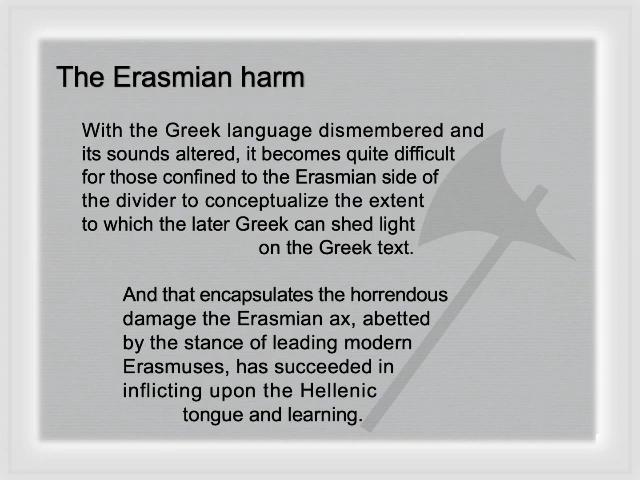 The Erasmian harm
With the Greek language dismembered and
its sounds altered, it becomes quite difficult
for those confined to the Erasmian side of
the divider to conceptualize the extent
to which the later Greek can shed light
on the Greek text.
And that encapsulates the horrendous
damage the Erasmian ax, abetted
by the stance of leading modern
Erasmuses, has succeeded in
inflicting upon the Hellenic
tongue and learning.